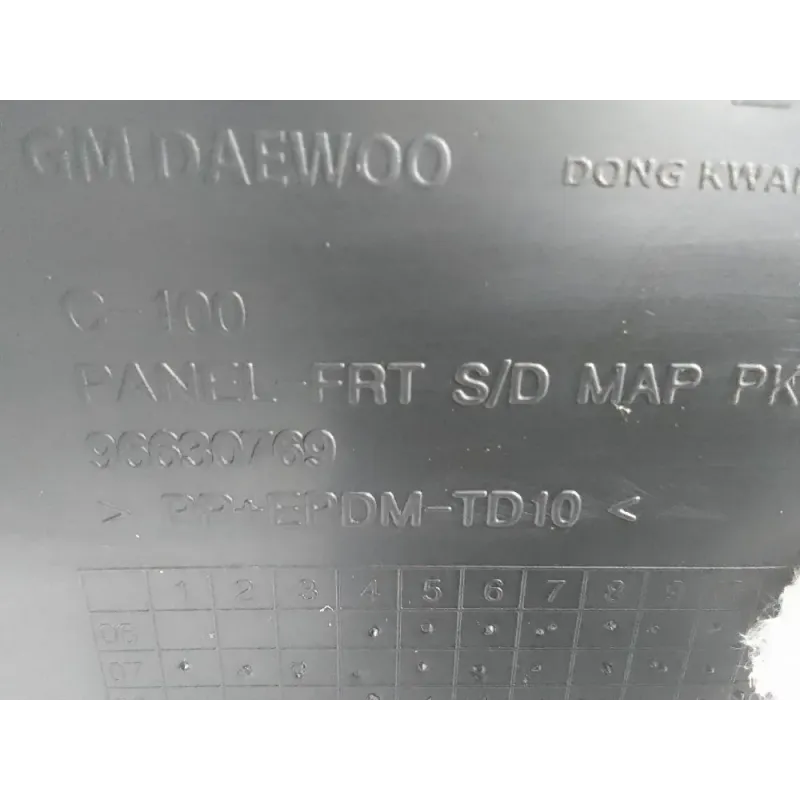 GM DAEWOO DONG KWAN
C-100
PANEL-FRT S/D MAP PK
96630769
> PP+EPDM-TD10 <
1 2 3 4 5 6 7 8 9
06
07